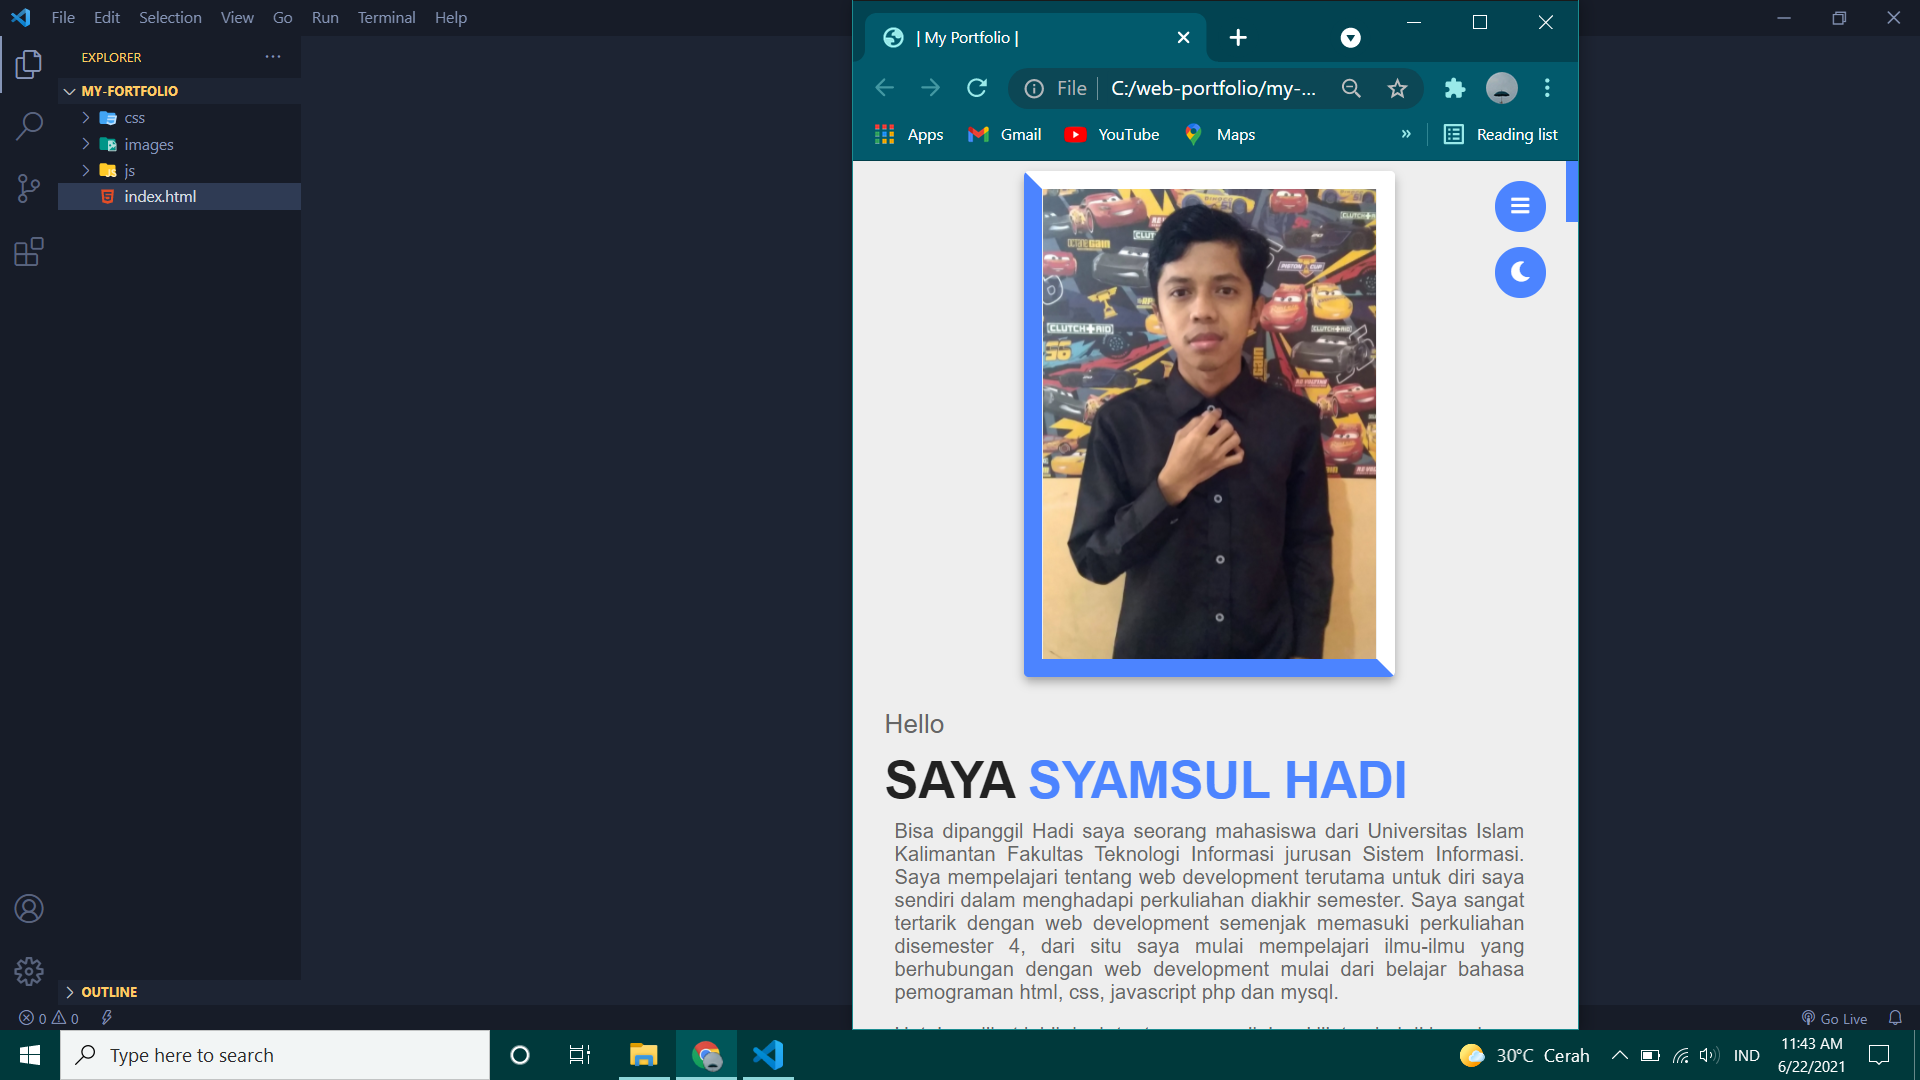 File Edit Selection View Go Run Terminal Help
EXPLORER
MY-FORTFOLIO
css
images
js
index.html
OUTLINE
0 0
Go Live
| My Portfolio |
File C:/web-portfolio/my-...
Apps Gmail YouTube Maps » Reading list
CLUTCH AID
PISTON CUP
Hello
SAYA SYAMSUL HADI
Bisa dipanggil Hadi saya seorang mahasiswa dari Universitas Islam
Kalimantan Fakultas Teknologi Informasi jurusan Sistem Informasi.
Saya mempelajari tentang web development terutama untuk diri saya
sendiri dalam menghadapi perkuliahan diakhir semester. Saya sangat
tertarik dengan web development semenjak memasuki perkuliahan
disemester 4, dari situ saya mulai mempelajari ilmu-ilmu yang
berhubungan dengan web development mulai dari belajar bahasa
pemograman html, css, javascript php dan mysql.
Type here to search
30°C Cerah
IND
11:43 AM
6/22/2021